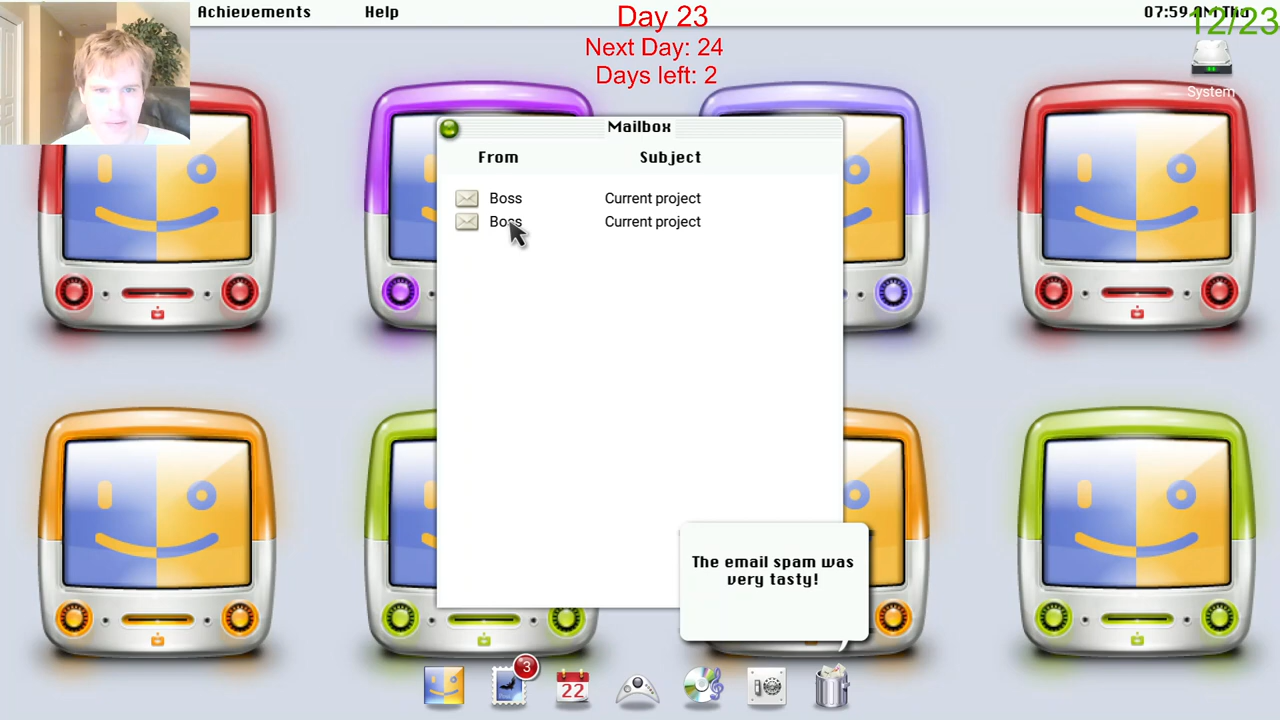 Achievements Help
Day 23
Next Day: 24
Days left: 2
07:59 AM Thu
12/23
System
Mailbox
From Subject
Boss Current project
Boss Current project
The email spam was
very tasty!
3
22